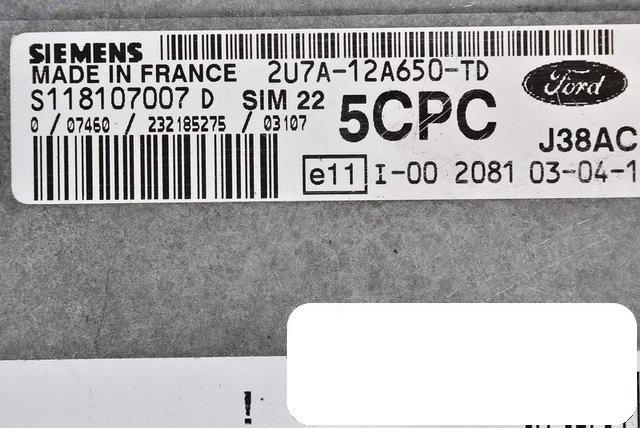 SIEMENS
MADE IN FRANCE 2U7A-12A650-TD
Ford
S118107007 D SIM 22 5CPC
0 / 07460 / 232185275 / 03107
J38AC
e11 I-00 2081 03-04-1
!